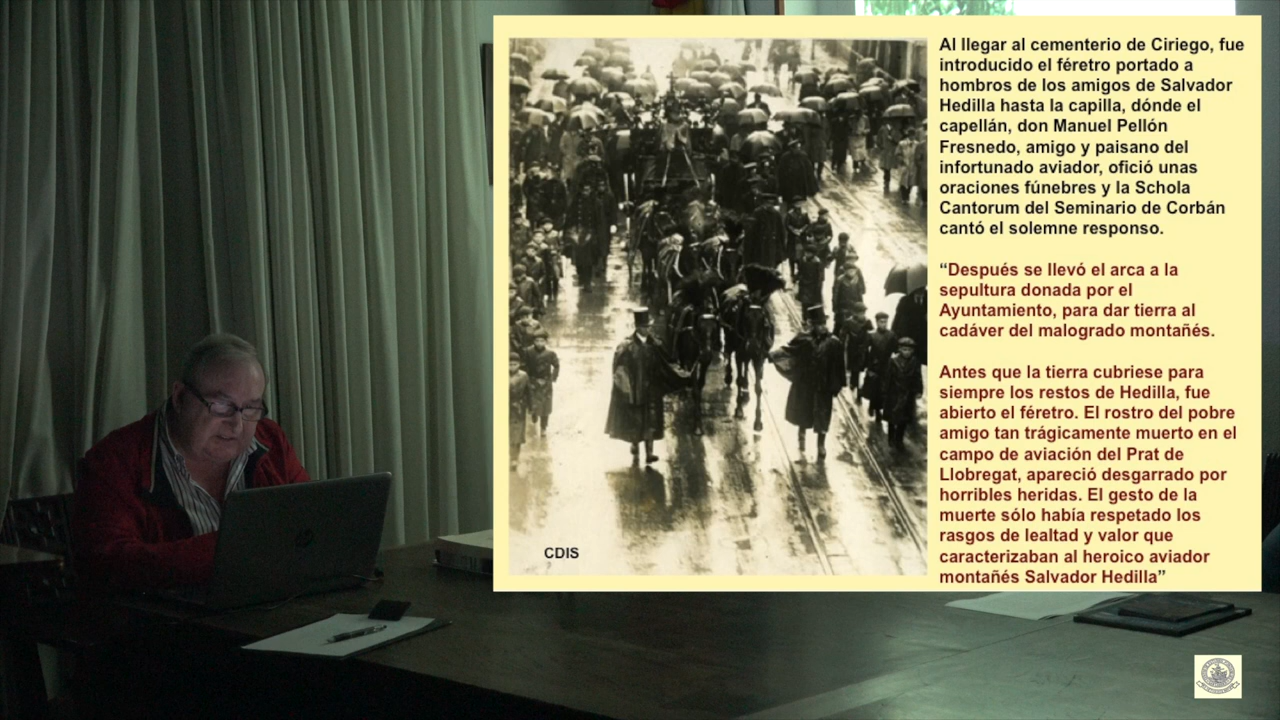 Al llegar al cementerio de Ciriego, fue
introducido el féretro portado a
hombros de los amigos de Salvador
Hedilla hasta la capilla, dónde el
capellán, don Manuel Pellón
Fresnedo, amigo y paisano del
infortunado aviador, ofició unas
oraciones fúnebres y la Schola
Cantorum del Seminario de Corbán
cantó el solemne responso.
“Después se llevó el arca a la
sepultura donada por el
Ayuntamiento, para dar tierra al
cadáver del malogrado montañés.
Antes que la tierra cubriese para
siempre los restos de Hedilla, fue
abierto el féretro. El rostro del pobre
amigo tan trágicamente muerto en el
campo de aviación del Prat de
Llobregat, apareció desgarrado por
horribles heridas. El gesto de la
muerte sólo había respetado los
rasgos de lealtad y valor que
caracterizaban al heroico aviador
montañés Salvador Hedilla”
CDIS